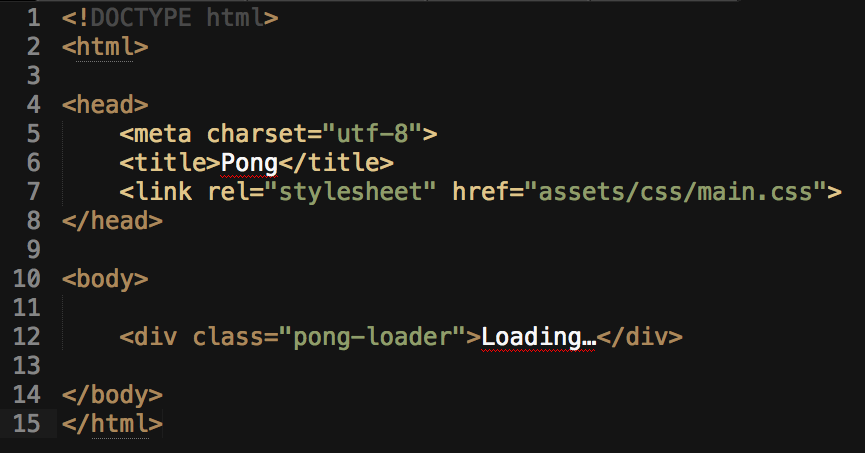 1 <!DOCTYPE html>
2 <html>
3
4 <head>
5     <meta charset="utf-8">
6     <title>Pong</title>
7     <link rel="stylesheet" href="assets/css/main.css">
8 </head>
9
10 <body>
11
12     <div class="pong-loader">Loading…</div>
13
14 </body>
15 </html>